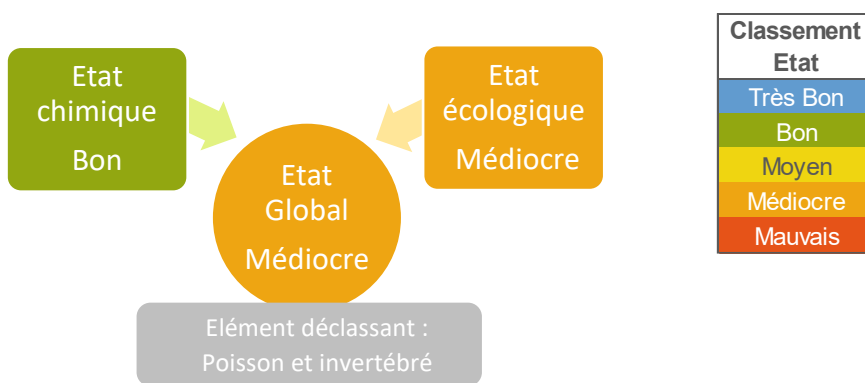 Etat
chimique
Bon
Etat
écologique
Médiocre
Etat
Global
Médiocre
Elément déclassant :
Poisson et invertébré
Classement
Etat
Très Bon
Bon
Moyen
Médiocre
Mauvais